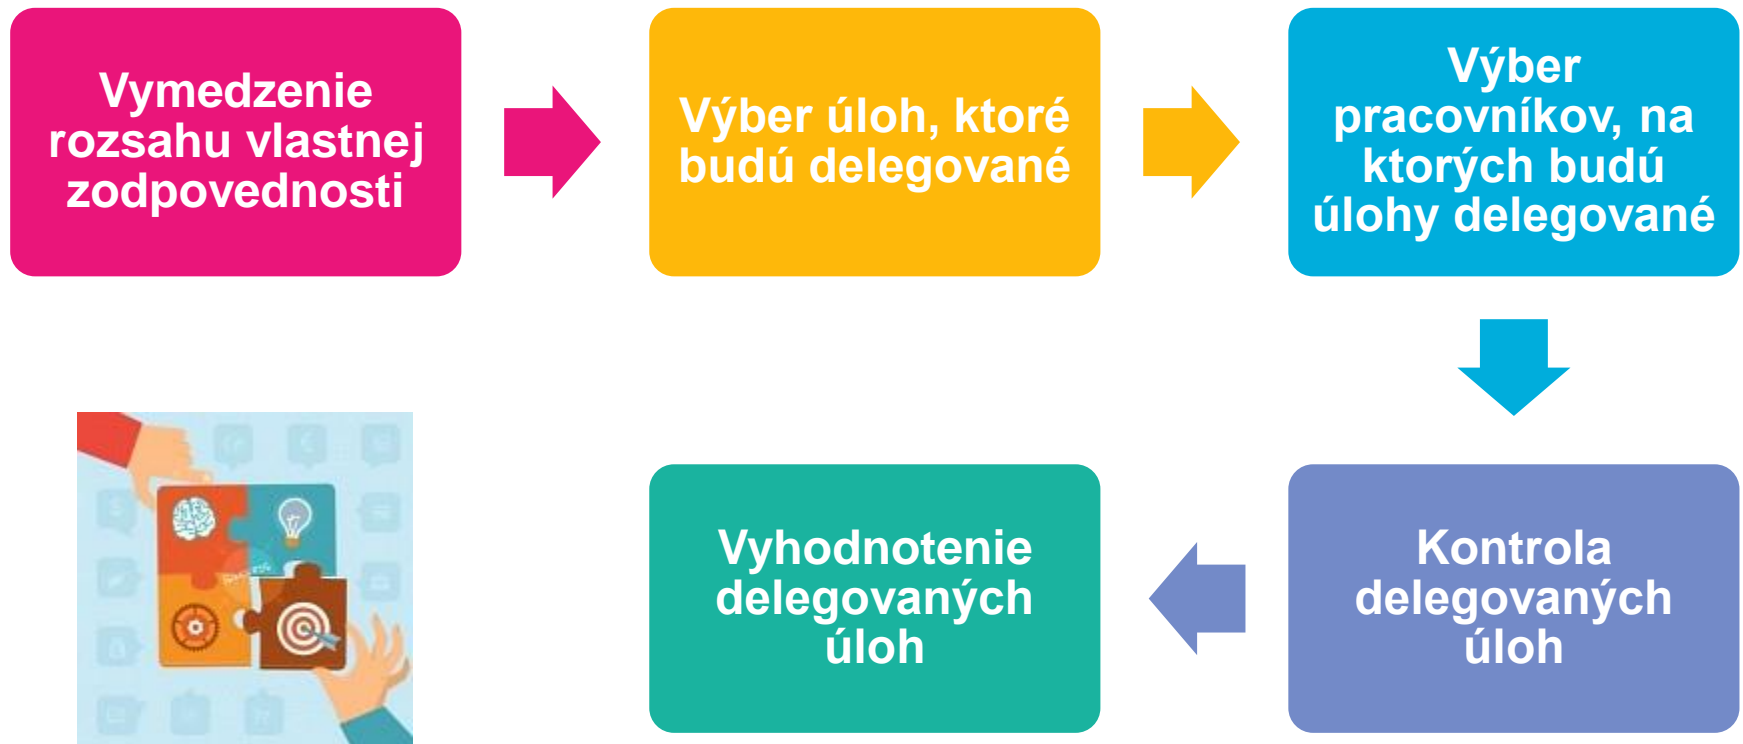 Vymedzenie
rozsahu vlastnej
zodpovednosti
Výber úloh, ktoré
budú delegované
Výber
pracovníkov, na
ktorých budú
úlohy delegované
Kontrola
delegovaných
úloh
Vyhodnotenie
delegovaných
úloh